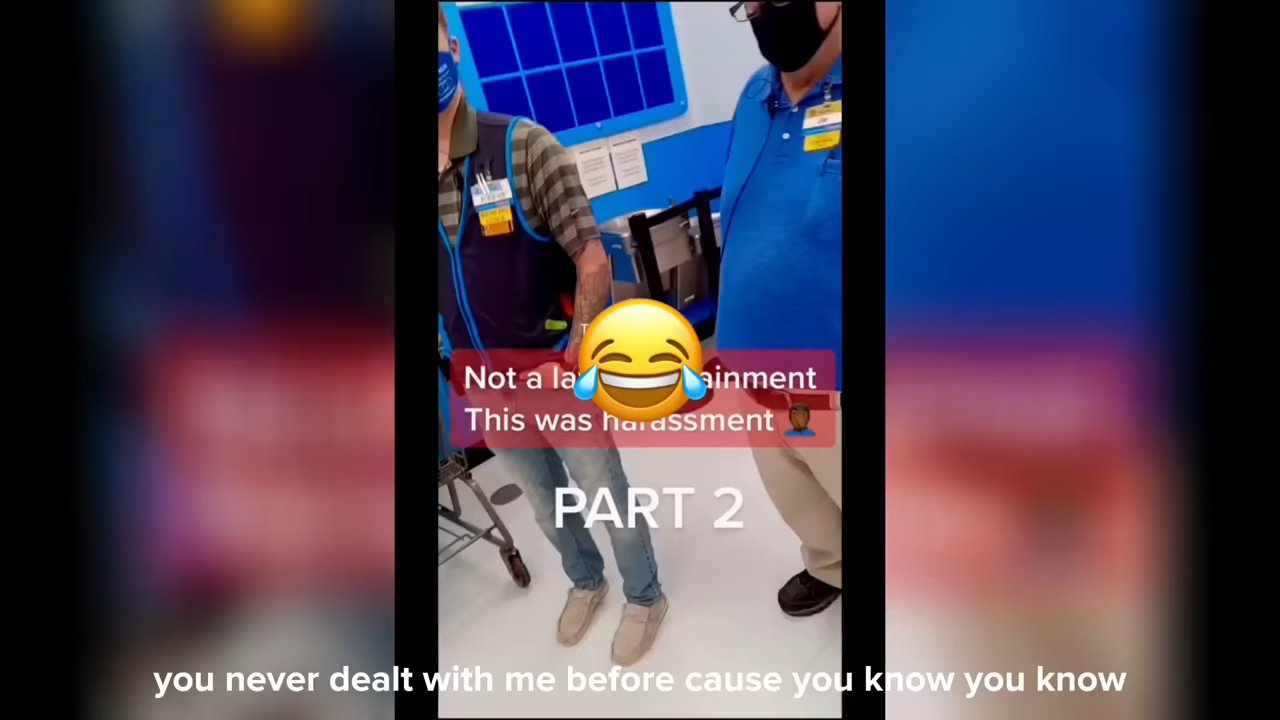 Not a la ainment
This was harassment
PART 2
you never dealt with me before cause you know you know